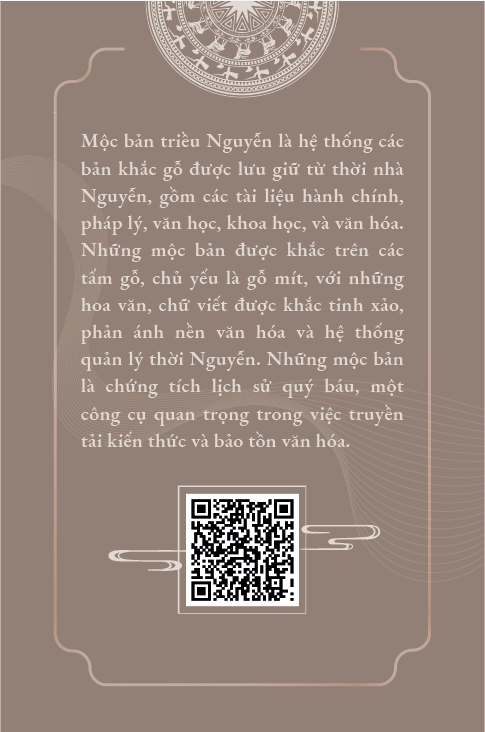 Mộc bản triều Nguyễn là hệ thống các
bản khắc gỗ được lưu giữ từ thời nhà
Nguyễn, gồm các tài liệu hành chính,
pháp lý, văn học, khoa học, và văn hóa.
Những mộc bản được khắc trên các
tấm gỗ, chủ yếu là gỗ mít, với những
hoa văn, chữ viết được khắc tinh xảo,
phản ánh nền văn hóa và hệ thống
quản lý thời Nguyễn. Những mộc bản
là chứng tích lịch sử quý báu, một
công cụ quan trọng trong việc truyền
tải kiến thức và bảo tồn văn hóa.